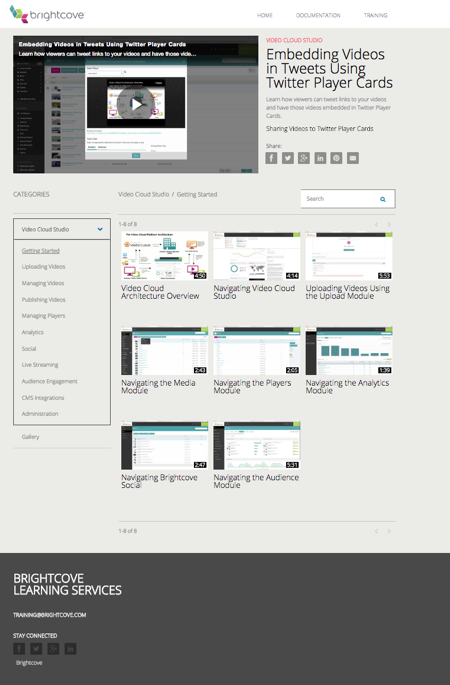 brightcove
HOME DOCUMENTATION TRAINING
Embedding Videos in Tweets Using Twitter Player Cards
Learn how viewers can tweet links to your videos and have those vide...
VIDEO CLOUD STUDIO
Embedding Videos
in Tweets Using
Twitter Player Cards
Learn how viewers can tweet links to your videos
and have those videos embedded in Twitter Player
Cards.
Sharing Videos to Twitter Player Cards
Share:
CATEGORIES
Video Cloud Studio / Getting Started
Search
Video Cloud Studio
1-8 of 8
Getting Started
Uploading Videos
Managing Videos
Publishing Videos
Managing Players
Analytics
Social
Live Streaming
Audience Engagement
CMS Integrations
Administration
Gallery
4:50
Video Cloud
Architecture Overview
4:14
Navigating Video Cloud
Studio
5:53
Uploading Videos Using
the Upload Module
2:43
Navigating the Media
Module
2:05
Navigating the Players
Module
1:39
Navigating the Analytics
Module
2:47
Navigating Brightcove
Social
5:31
Navigating the Audience
Module
1-8 of 8
BRIGHTCOVE
LEARNING SERVICES
TRAINING@BRIGHTCOVE.COM
STAY CONNECTED
Brightcove